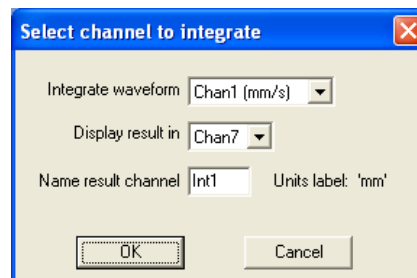 Select channel to integrate
Integrate waveform Chan1 (mm/s)
Display result in Chan7
Name result channel Int1 Units label: 'mm'
OK Cancel